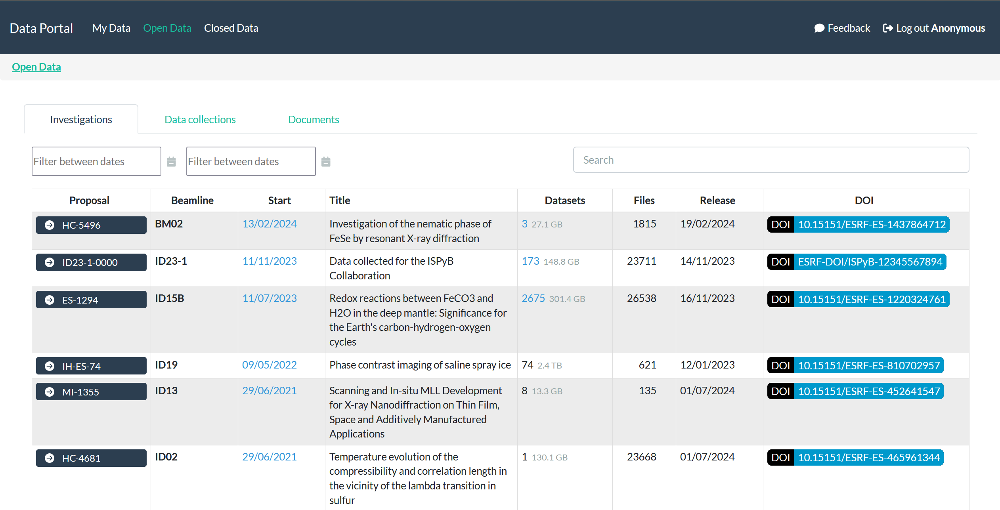 Data Portal My Data Open Data Closed Data Feedback Log out Anonymous
Open Data
Investigations Data collections Documents
Filter between dates Filter between dates Search
Proposal Beamline Start Title Datasets Files Release DOI
HC-5496 BM02 13/02/2024 Investigation of the nematic phase of 3 27.1 GB 1815 19/02/2024 DOI 10.15151/ESRF-ES-1437864712
FeSe by resonant X-ray diffraction
ID23-1-0000 ID23-1 11/11/2023 Data collected for the ISPyB 173 148.8 GB 23711 14/11/2023 DOI ESRF-DOI/ISPyB-12345567894
Collaboration
ES-1294 ID15B 11/07/2023 Redox reactions between FeCO3 and 2675 301.4 GB 26538 16/11/2023 DOI 10.15151/ESRF-ES-1220324761
H2O in the deep mantle: Significance for
the Earth's carbon-hydrogen-oxygen
cycles
IH-ES-74 ID19 09/05/2022 Phase contrast imaging of saline spray ice 74 2.4 TB 621 12/01/2023 DOI 10.15151/ESRF-ES-810702957
MI-1355 ID13 29/06/2021 Scanning and In-situ MLL Development 8 13.3 GB 135 01/07/2024 DOI 10.15151/ESRF-ES-452641547
for X-ray Nanodiffraction on Thin Film,
Space and Additively Manufactured
Applications
HC-4681 ID02 29/06/2021 Temperature evolution of the 1 130.1 GB 23668 01/07/2024 DOI 10.15151/ESRF-ES-465961344
compressibility and correlation length in
the vicinity of the lambda transition in
sulfur